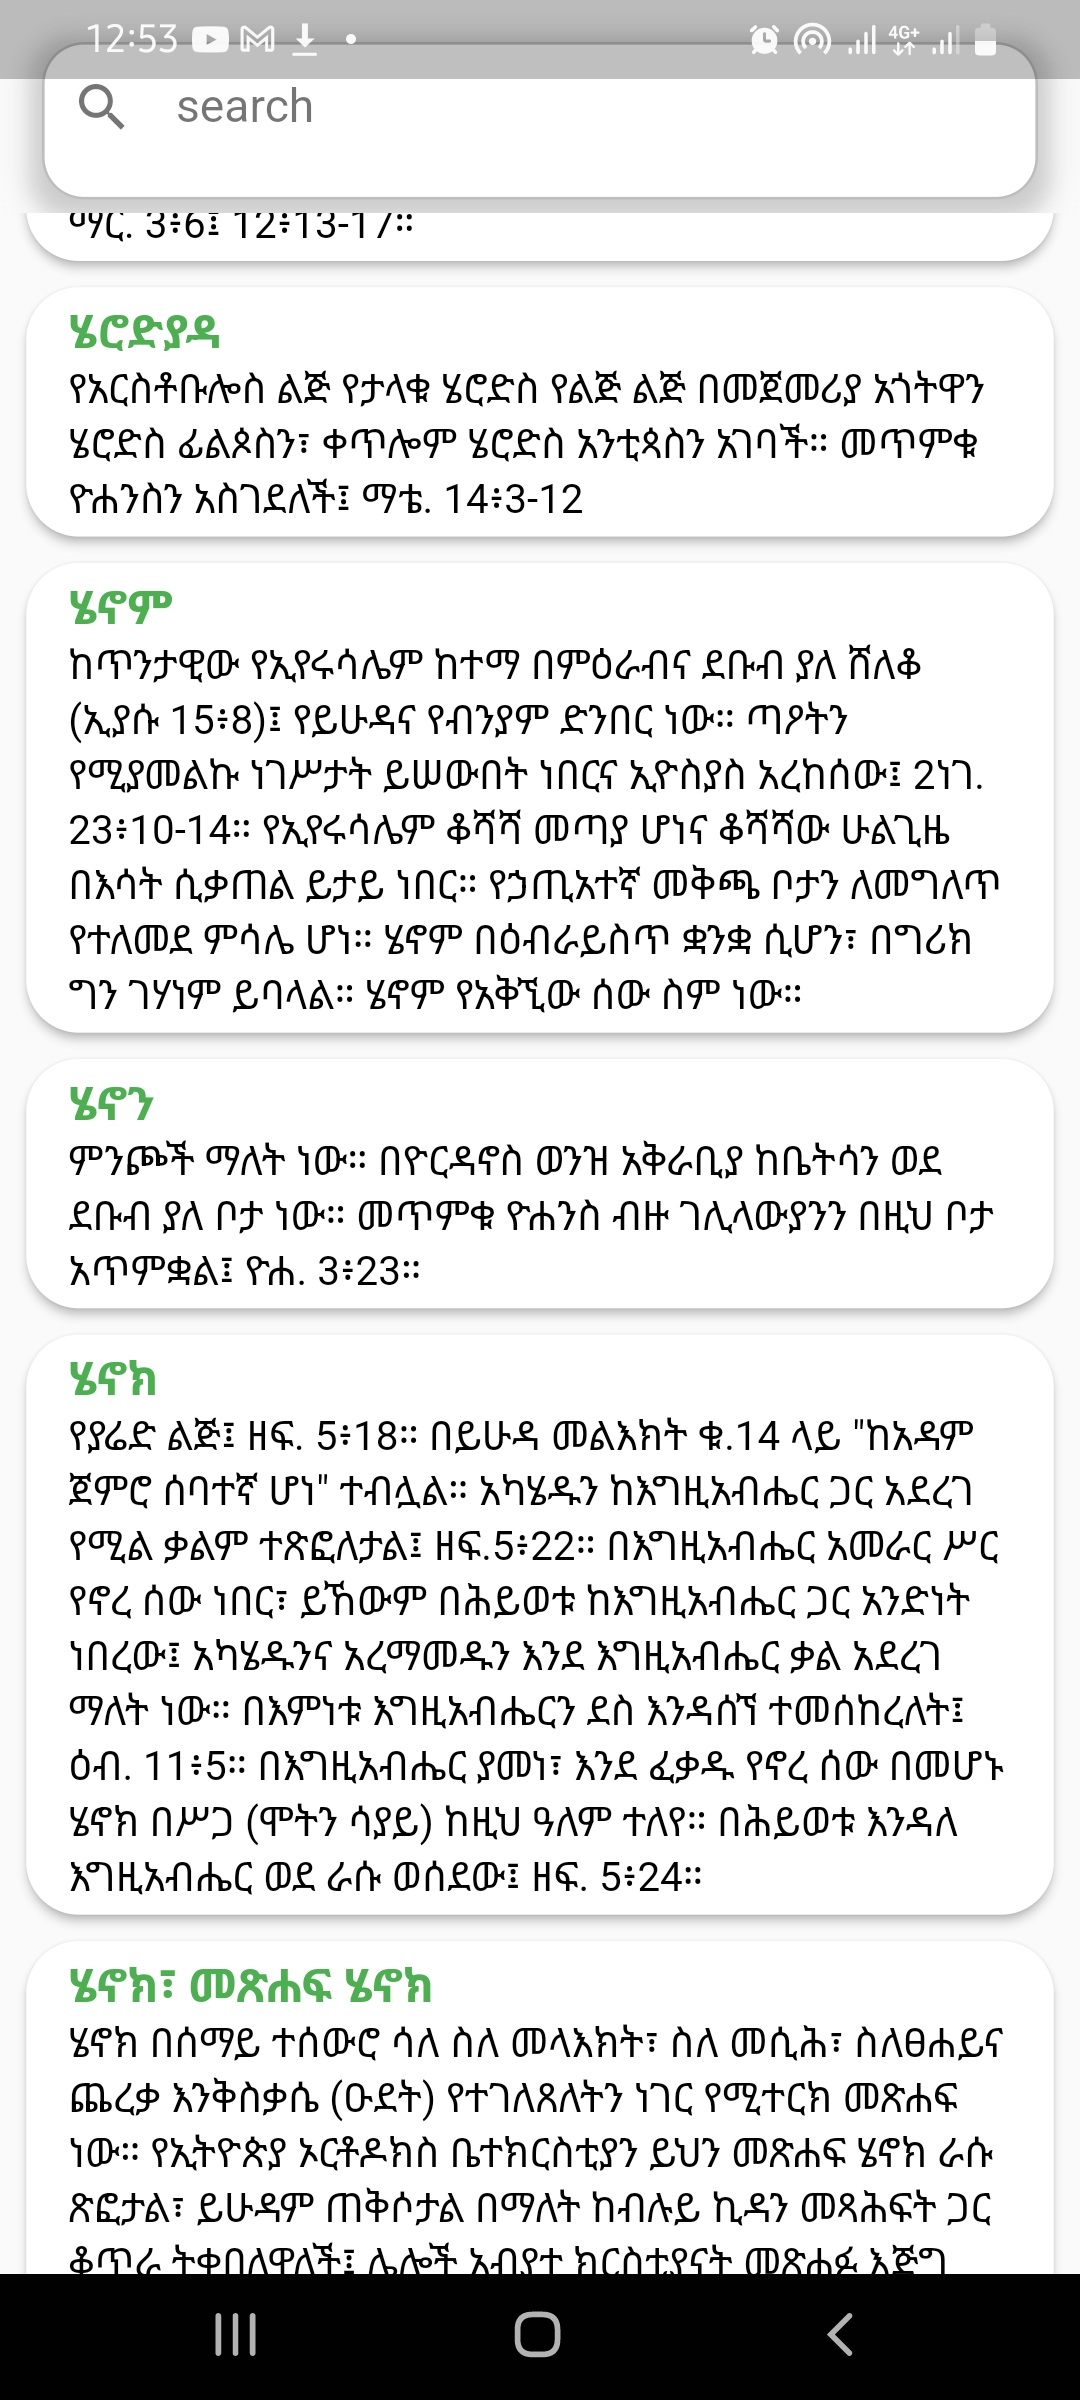 12:53
4G+
search
ማር. 3፥6፤ 12፥13-17።
ሄሮድያዳ
የአርስቶቡሎስ ልጅ የታላቁ ሄሮድስ የልጅ ልጅ በመጀመሪያ አጎትዋን
ሄሮድስ ፊልጶስን፣ ቀጥሎም ሄሮድስ አንቲጳስን አገባች። መጥምቁ
ዮሐንስን አስገደለች፤ ማቴ. 14፥3-12
ሄኖም
ከጥንታዊው የኢየሩሳሌም ከተማ በምዕራብና ደቡብ ያለ ሸለቆ
(ኢያሱ 15፥8)፤ የይሁዳና የብንያም ድንበር ነው። ጣዖትን
የሚያመልኩ ነገሥታት ይሠውበት ነበርና ኢዮስያስ አረከሰው፤ 2ነገ.
23፥10-14። የኢየሩሳሌም ቆሻሻ መጣያ ሆነና ቆሻሻው ሁልጊዜ
በእሳት ሲቃጠል ይታይ ነበር። የኃጢአተኛ መቅጫ ቦታን ለመግለጥ
የተለመደ ምሳሌ ሆነ። ሄኖም በዕብራይስጥ ቋንቋ ሲሆን፣ በግሪክ
ግን ገሃነም ይባላል። ሄኖም የአቅኚው ሰው ስም ነው።
ሄኖን
ምንጮች ማለት ነው። በዮርዳኖስ ወንዝ አቅራቢያ ከቤትሳን ወደ
ደቡብ ያለ ቦታ ነው። መጥምቁ ዮሐንስ ብዙ ገሊላውያንን በዚህ ቦታ
አጥምቋል፤ ዮሐ. 3፥23።
ሄኖክ
የያሬድ ልጅ፤ ዘፍ. 5፥18። በይሁዳ መልእክት ቁ.14 ላይ "ከአዳም
ጀምሮ ሰባተኛ ሆነ" ተብሏል። አካሄዱን ከእግዚአብሔር ጋር አደረገ
የሚል ቃልም ተጽፎለታል፤ ዘፍ.5፥22። በእግዚአብሔር አመራር ሥር
የኖረ ሰው ነበር፣ ይኸውም በሕይወቱ ከእግዚአብሔር ጋር አንድነት
ነበረው፤ አካሄዱንና አረማመዱን እንደ እግዚአብሔር ቃል አደረገ
ማለት ነው። በእምነቱ እግዚአብሔርን ደስ እንዳሰኘ ተመሰከረለት፤
ዕብ. 11፥5። በእግዚአብሔር ያመነ፣ እንደ ፈቃዱ የኖረ ሰው በመሆኑ
ሄኖክ በሥጋ (ሞትን ሳያይ) ከዚህ ዓለም ተለየ። በሕይወቱ እንዳለ
እግዚአብሔር ወደ ራሱ ወሰደው፤ ዘፍ. 5፥24።
ሄኖክ፣ መጽሐፍ ሄኖክ
ሄኖክ በሰማይ ተሰውሮ ሳለ ስለ መላእክት፣ ስለ መሲሕ፣ ስለፀሐይና
ጨረቃ እንቅስቃሴ (ዑደት) የተገለጸለትን ነገር የሚተርክ መጽሐፍ
ነው። የኢትዮጵያ ኦርቶዶክስ ቤተክርስቲያን ይህን መጽሐፍ ሄኖክ ራሱ
ጽፎታል፣ ይሁዳም ጠቅሶታል በማለት ከብሉይ ኪዳን መጻሕፍት ጋር
ቆጥራ ትቀበለዋለች፤ ሌሎች አብያተ ክርስቲያናት መጽሐፉ እጅግ